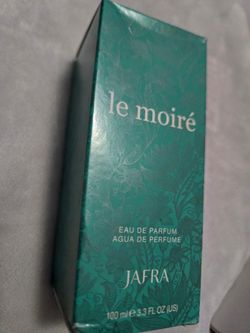 le moiré
EAU DE PARFUM
AGUA DE PERFUME
JAFRA
100 ml ℮ 3.3 FL OZ (US)